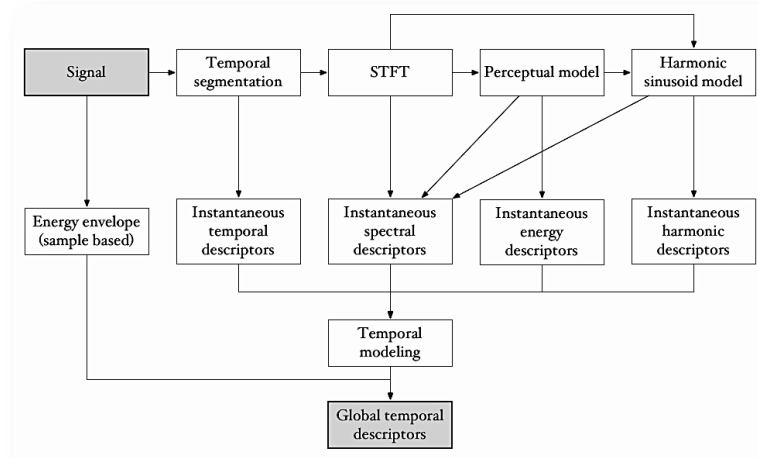 Signal
Temporal
segmentation
STFT
Perceptual model
Harmonic
sinusoid model
Energy envelope
(sample based)
Instantaneous
temporal
descriptors
Instantaneous
spectral
descriptors
Instantaneous
energy
descriptors
Instantaneous
harmonic
descriptors
Temporal
modeling
Global temporal
descriptors